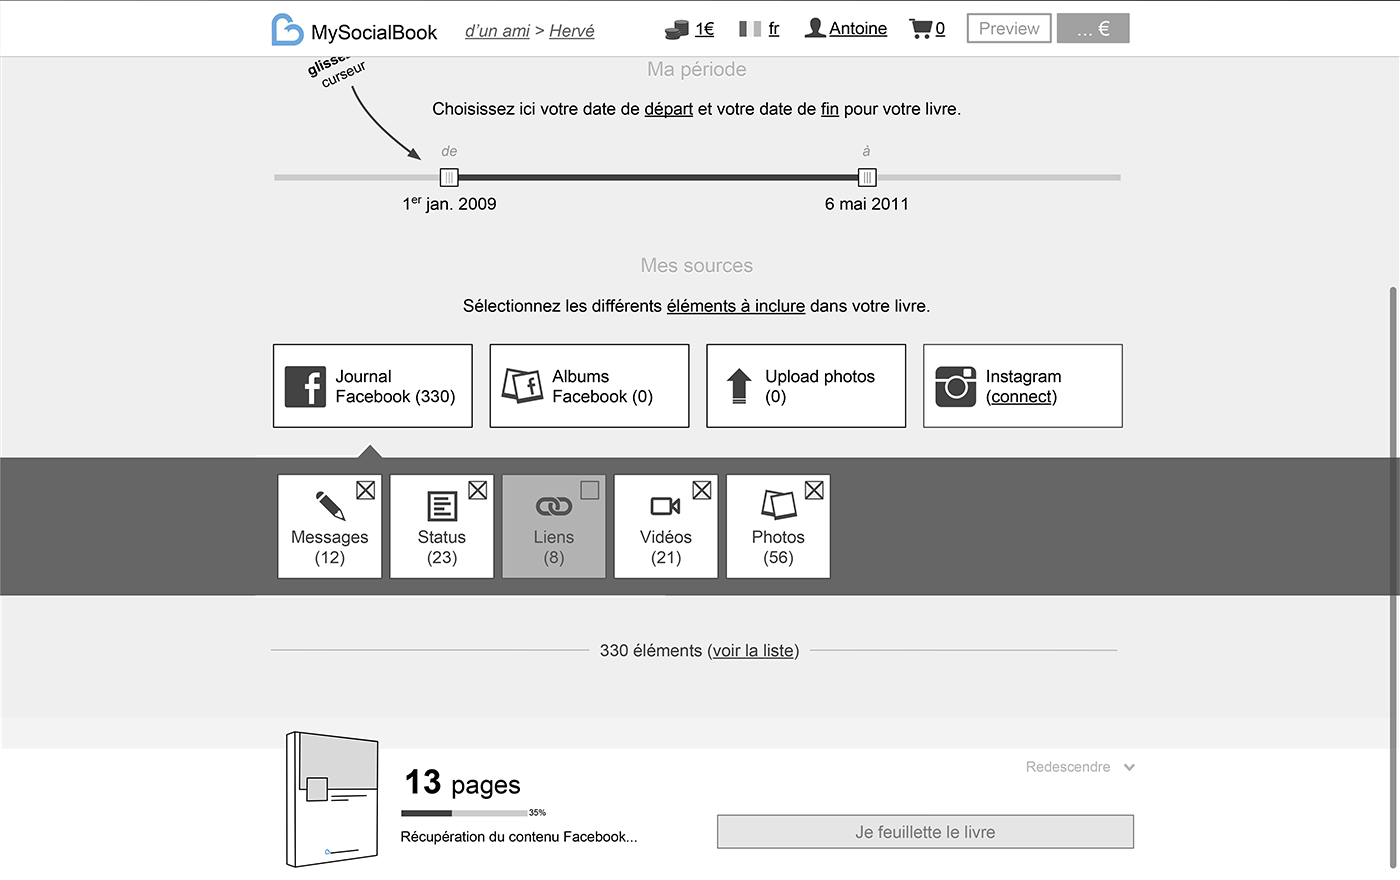 MySocialBook
d'un ami > Hervé
1€
fr
Antoine
0
Preview
... €
curseur
Ma période
Choisissez ici votre date de départ et votre date de fin pour votre livre.
de
à
1er jan. 2009
6 mai 2011
Mes sources
Sélectionnez les différents éléments à inclure dans votre livre.
Journal
Facebook (330)
Albums
Facebook (0)
Upload photos
(0)
Instagram
(connect)
Messages
(12)
Status
(23)
Liens
(8)
Vidéos
(21)
Photos
(56)
330 éléments (voir la liste)
13 pages
35%
Récupération du contenu Facebook...
Redescendre
Je feuillette le livre